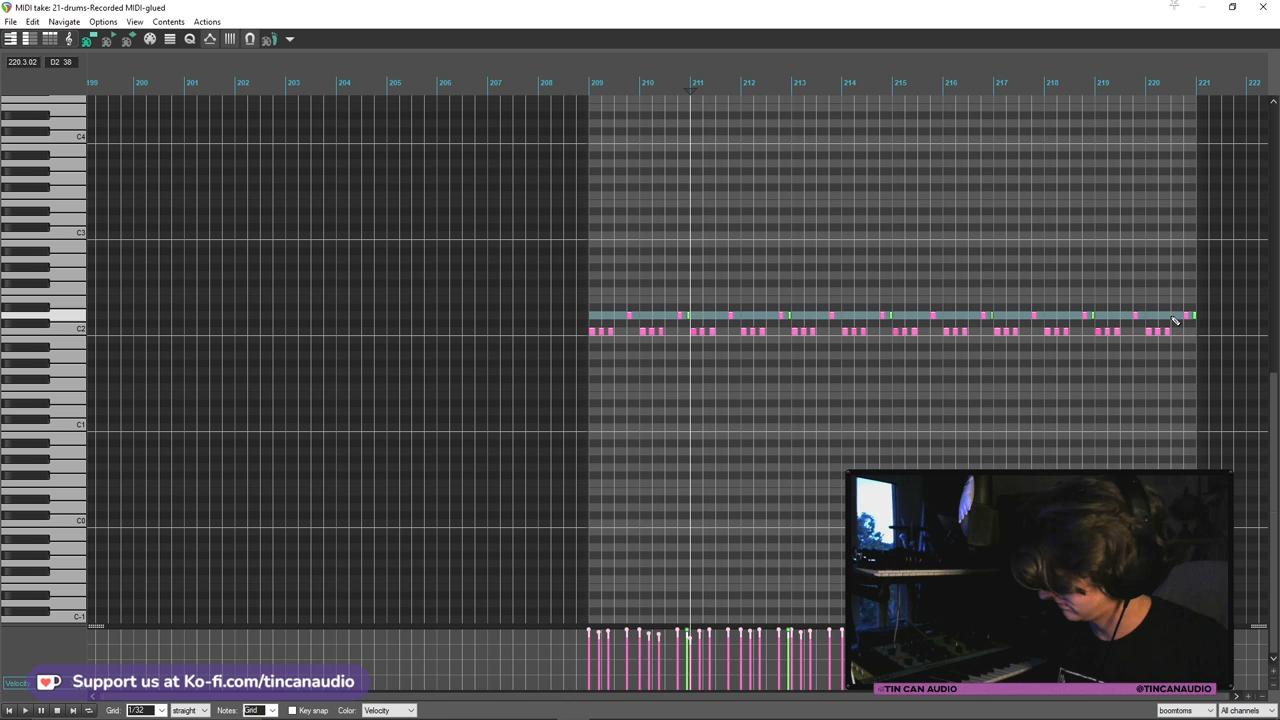 MIDI take: 21-drums-Recorded MIDI-glued
File Edit Navigate Options View Contents Actions
220.3.02 D2 38
199 200 201 202 203 204 205 206 207 208 209 210 211 212 213 214 215 216 217 218 219 220 221 222
C4
C3
C2
C1
C0
C-1
Velocity
Support us at Ko-fi.com/tincanaudio
@TIN CAN AUDIO @TINCANAUDIO
Grid: 1/32 straight Notes: Grid Key snap Color: Velocity boomtoms All channels